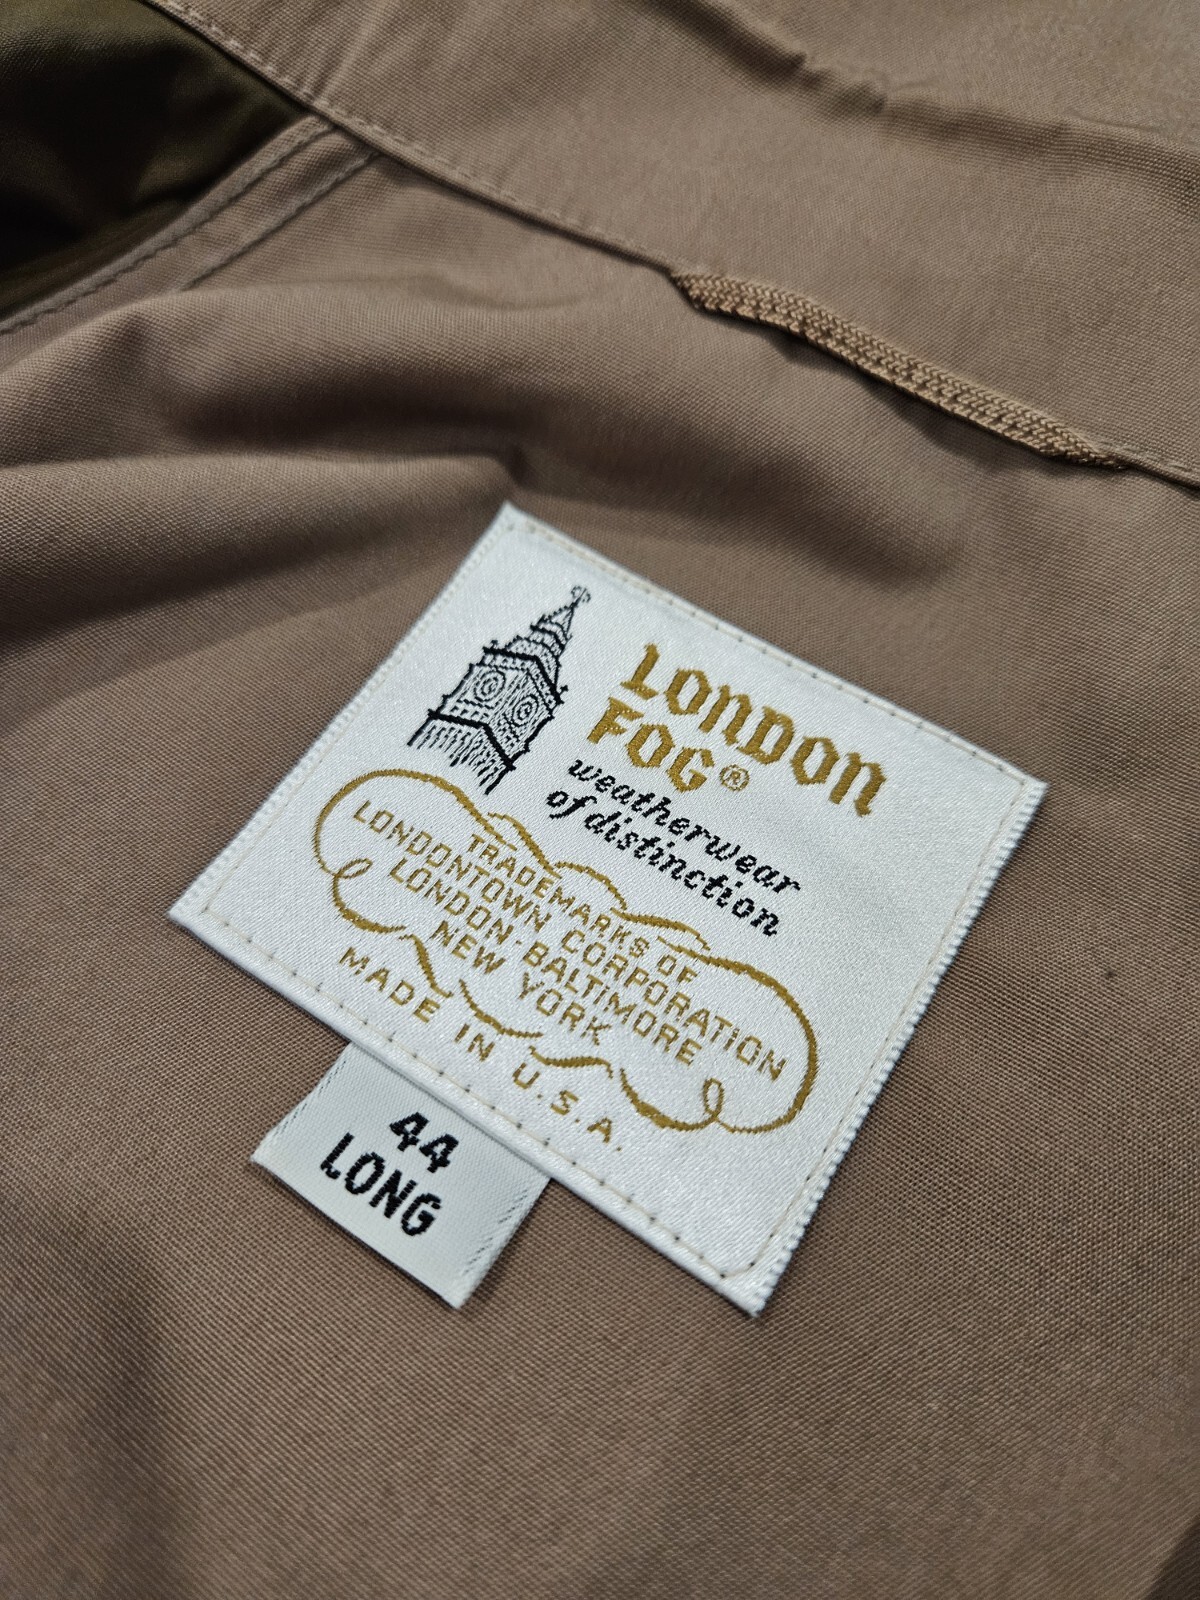 LONDON
FOG®
weatherwear
of distinction
TRADEMARKS OF
LONDONTOWN CORPORATION
LONDON-BALTIMORE
NEW YORK
MADE IN U.S.A.
44
LONG